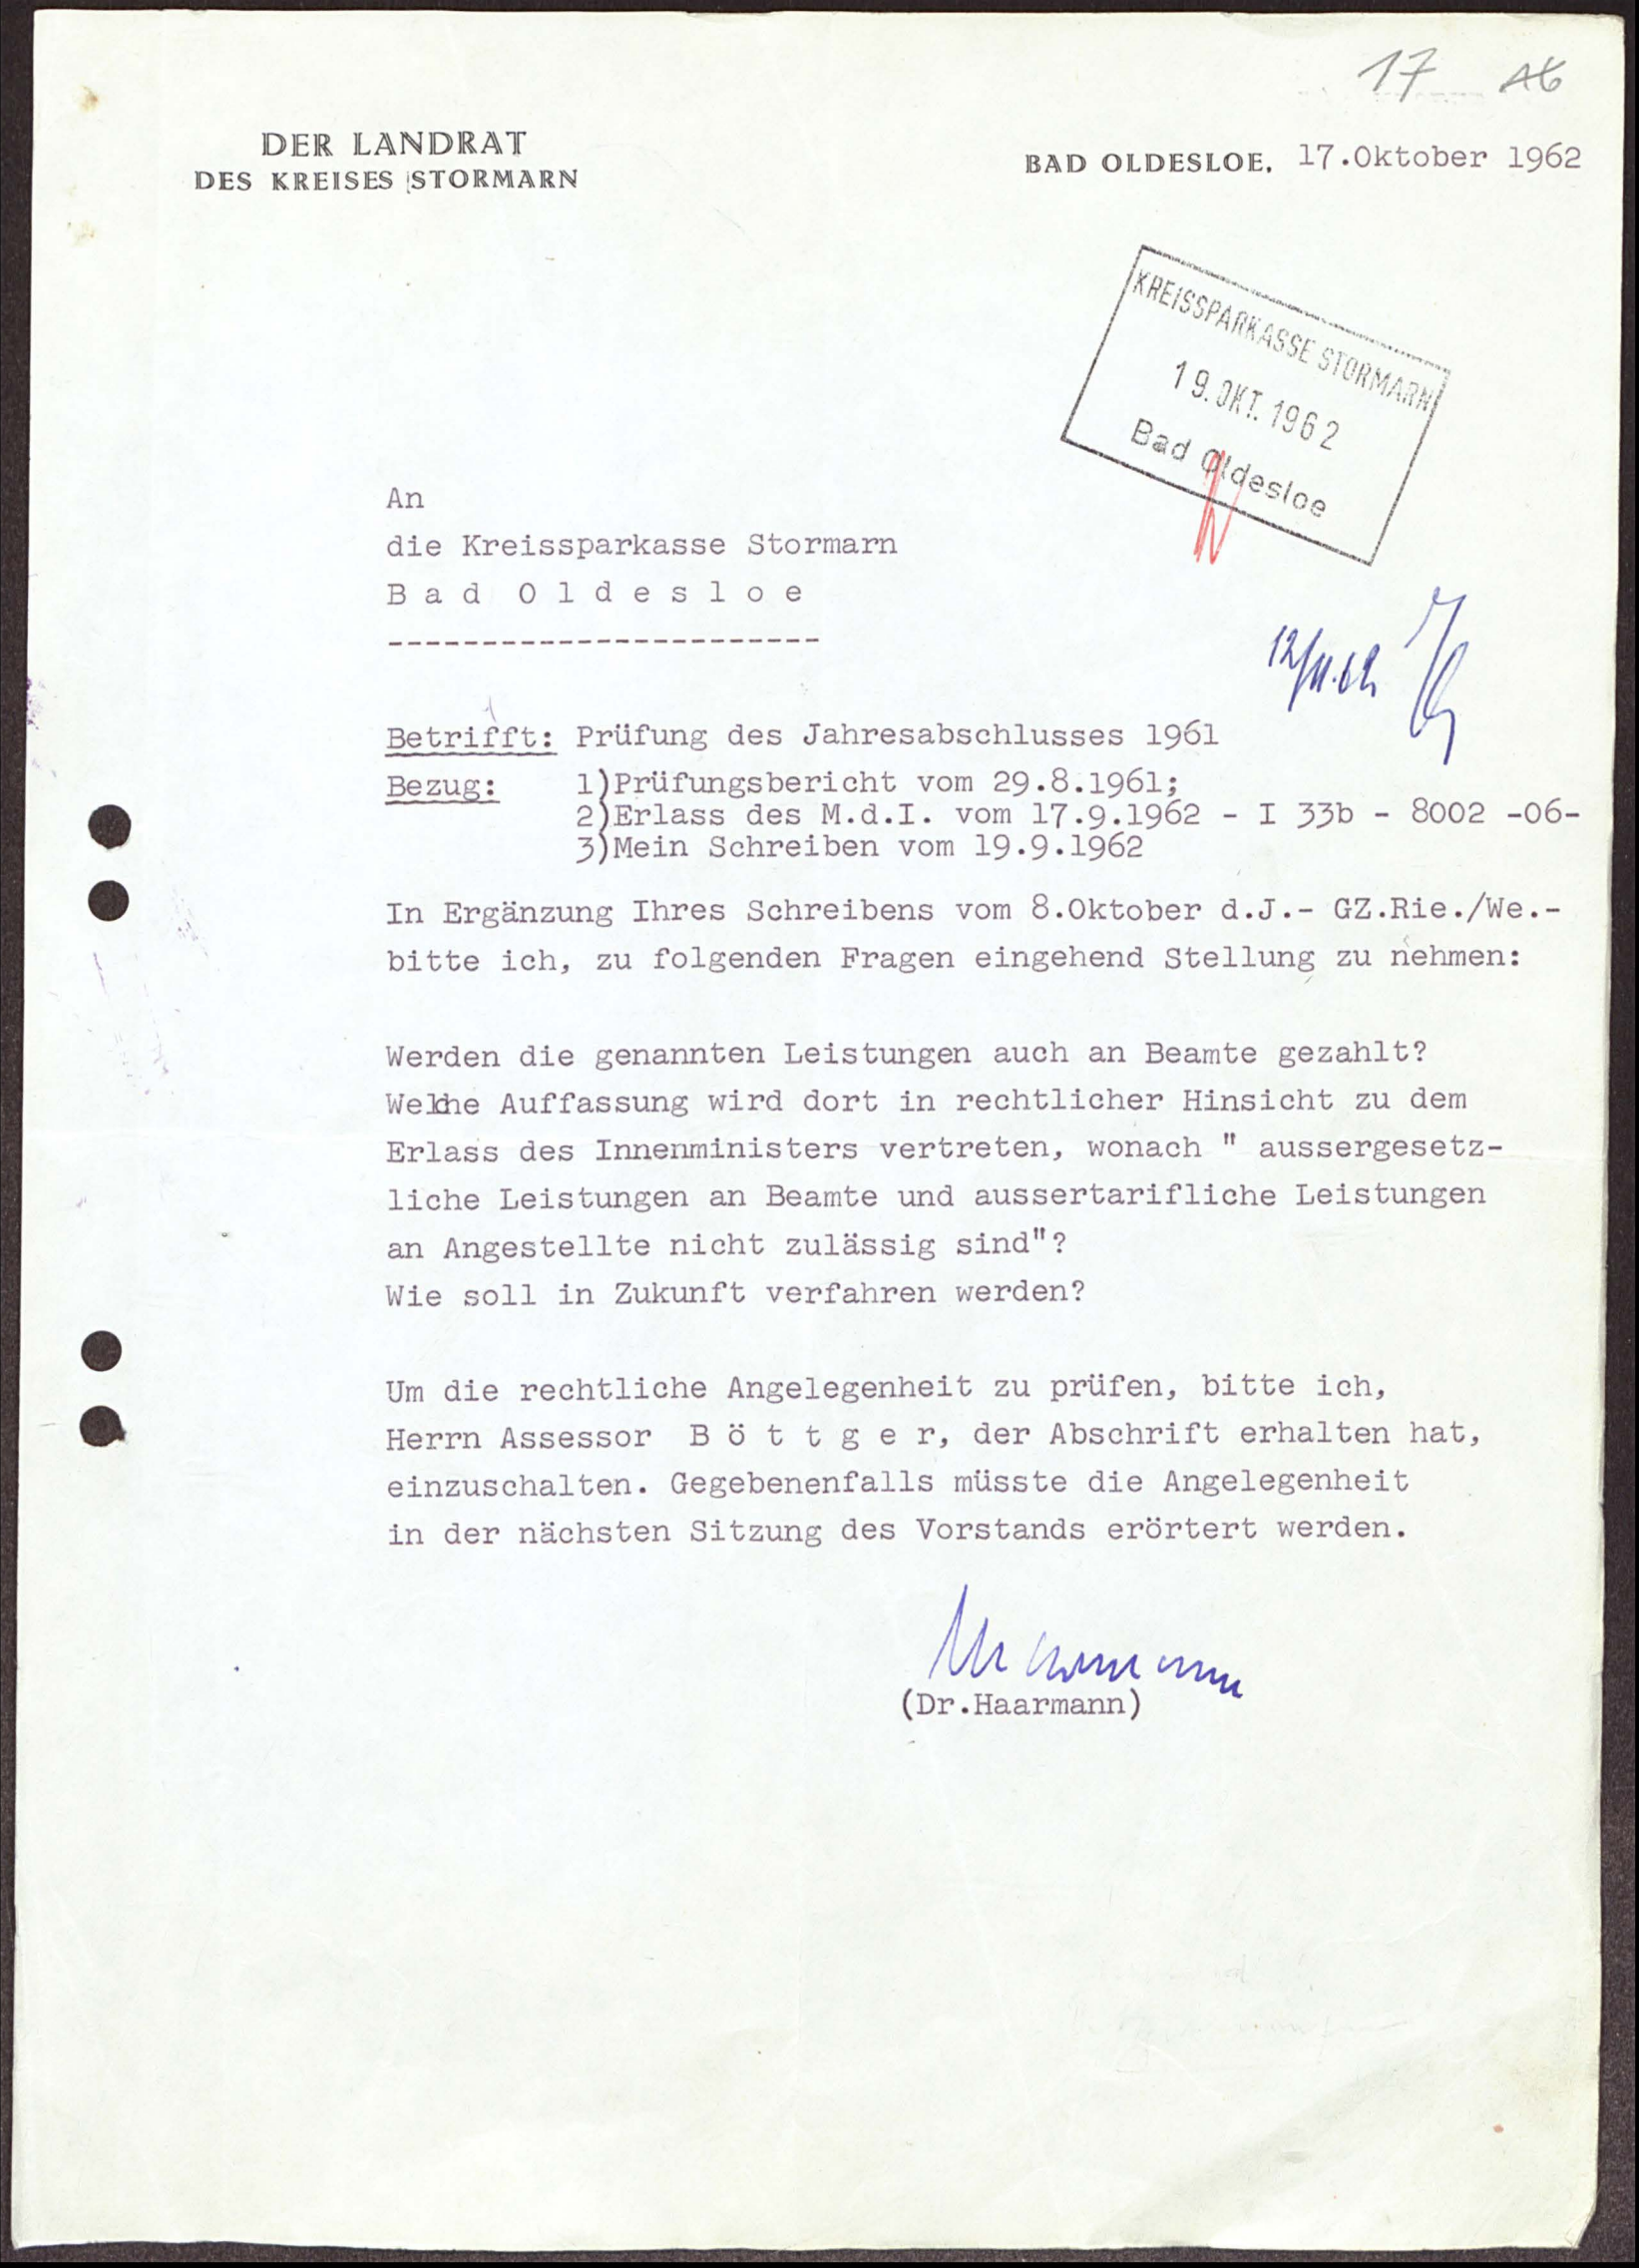 17
DER LANDRAT
DES KREISES STORMARN
BAD OLDESLOE, 17.Oktober 1962
KREISSPARKASSE STORMARN
19. OKT. 1962
Bad Oldesloe
An
die Kreissparkasse Stormarn
B a d  O l d e s l o e
-----------------------
12/11.62
Betrifft: Prüfung des Jahresabschlusses 1961
Bezug: 1)Prüfungsbericht vom 29.8.1961;
2)Erlass des M.d.I. vom 17.9.1962 - I 33b - 8002 -06-
3)Mein Schreiben vom 19.9.1962
In Ergänzung Ihres Schreibens vom 8.Oktober d.J.- GZ.Rie./We.-
bitte ich, zu folgenden Fragen eingehend Stellung zu nehmen:
Werden die genannten Leistungen auch an Beamte gezahlt?
Welche Auffassung wird dort in rechtlicher Hinsicht zu dem
Erlass des Innenministers vertreten, wonach " aussergesetz-
liche Leistungen an Beamte und aussertarifliche Leistungen
an Angestellte nicht zulässig sind"?
Wie soll in Zukunft verfahren werden?
Um die rechtliche Angelegenheit zu prüfen, bitte ich,
Herrn Assessor B ö t t g e r, der Abschrift erhalten hat,
einzuschalten. Gegebenenfalls müsste die Angelegenheit
in der nächsten Sitzung des Vorstands erörtert werden.
(Dr.Haarmann)